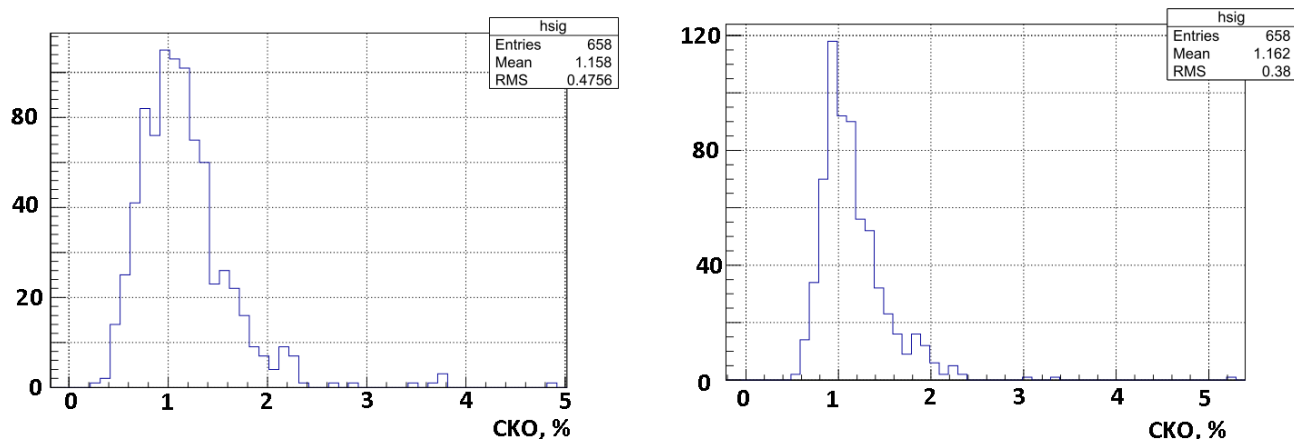 hsig
Entries 658
Mean 1.158
RMS 0.4756
80
40
20
0
0 1 2 3 4 5
СКО, %
hsig
Entries 658
Mean 1.162
RMS 0.38
120
80
40
0
0 1 2 3 4 5
СКО, %